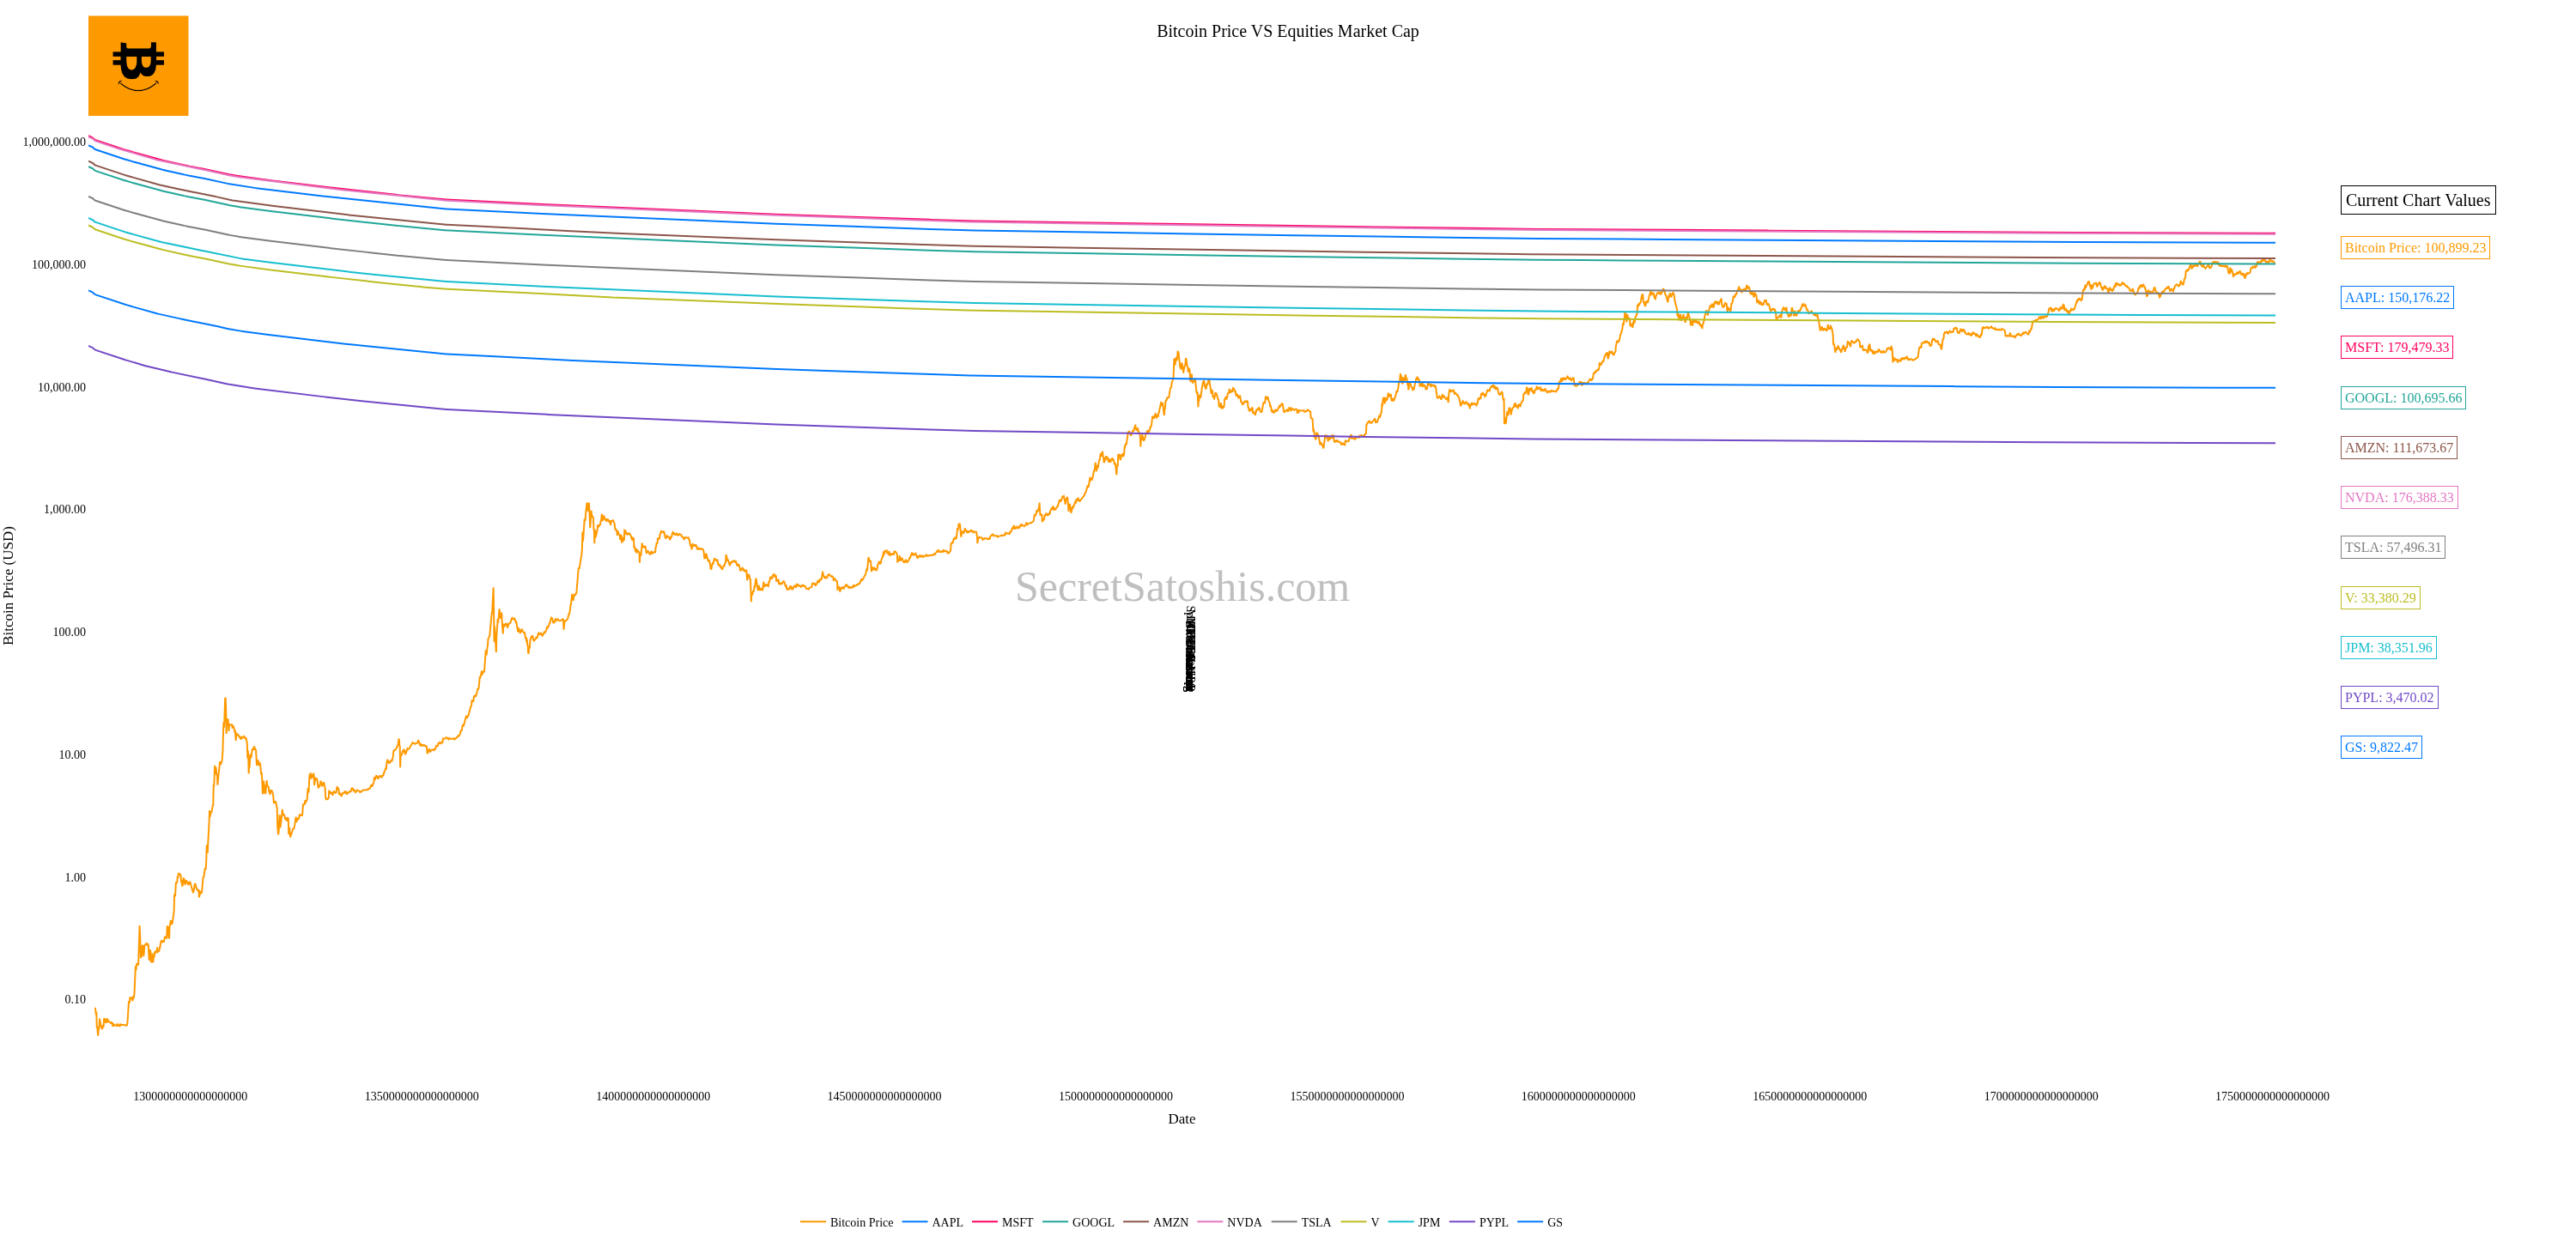 Bitcoin Price VS Equities Market Cap
1,000,000.00
100,000.00
10,000.00
1,000.00
100.00
10.00
1.00
0.10
Bitcoin Price (USD)
SecretSatoshis.com
1300000000000000000
1350000000000000000
1400000000000000000
1450000000000000000
1500000000000000000
1550000000000000000
1600000000000000000
1650000000000000000
1700000000000000000
1750000000000000000
Date
Current Chart Values
Bitcoin Price: 100,899.23
AAPL: 150,176.22
MSFT: 179,479.33
GOOGL: 100,695.66
AMZN: 111,673.67
NVDA: 176,388.33
TSLA: 57,496.31
V: 33,380.29
JPM: 38,351.96
PYPL: 3,470.02
GS: 9,822.47
Bitcoin Price AAPL MSFT GOOGL AMZN NVDA TSLA V JPM PYPL GS